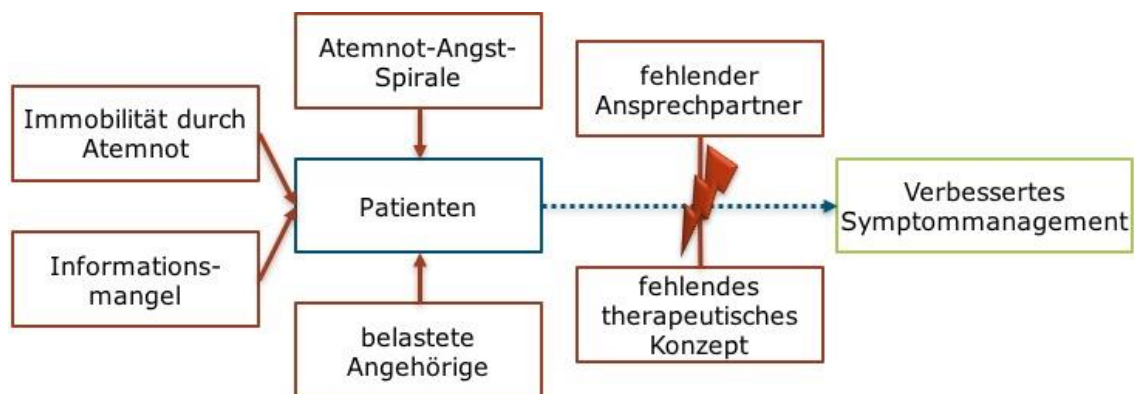 Atemnot-Angst-
Spirale
fehlender
Ansprechpartner
Immobilität durch
Atemnot
Patienten
Verbessertes
Symptommanagement
Informations-
mangel
fehlendes
therapeutisches
Konzept
belastete
Angehörige